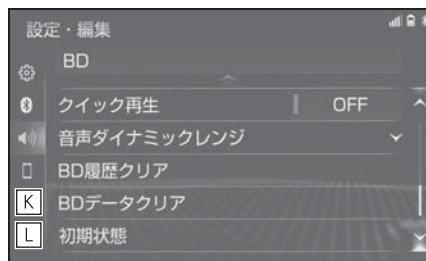 設定・編集
BD
クイック再生 OFF
音声ダイナミックレンジ
BD履歴クリア
K BDデータクリア
L 初期状態